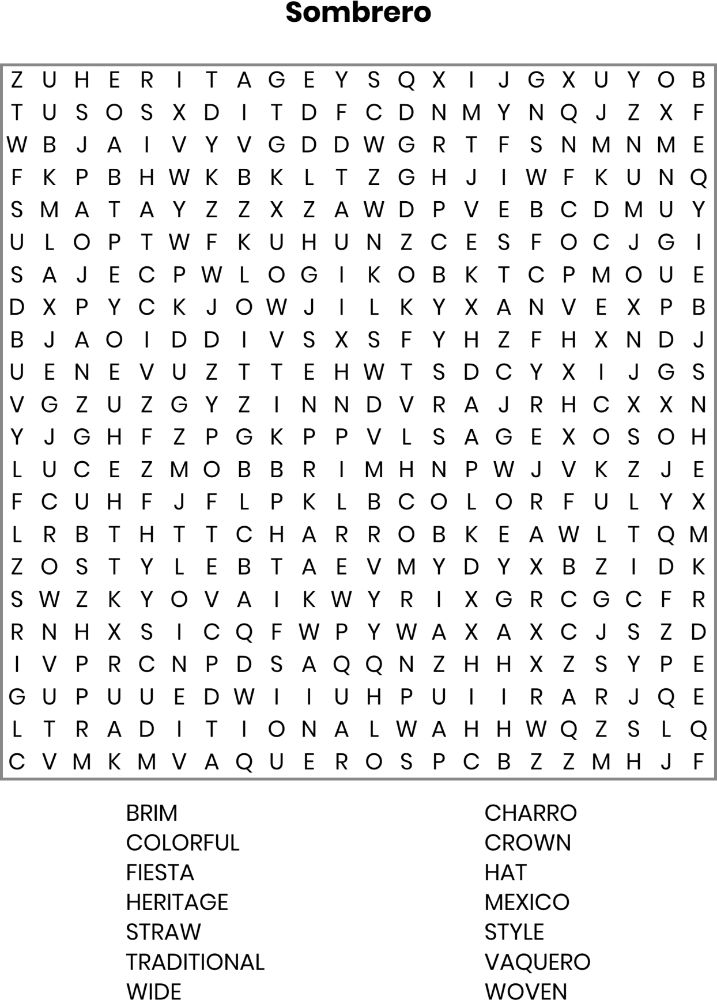 Sombrero
Z U H E R I T A G E Y S Q X I J G X U Y O B
T U S O S X D I T D F C D N M Y N Q J Z X F
W B J A I V Y V G D D W G R T F S N M N M E
F K P B H W K B K L T Z G H J I W F K U N Q
S M A T A Y Z Z X Z A W D P V E B C D M U Y
U L O P T W F K U H U N Z C E S F O C J G I
S A J E C P W L O G I K O B K T C P M O U E
D X P Y C K J O W J I L K Y X A N V E X P B
B J A O I D D I V S X S F Y H Z F H X N D J
U E N E V U Z T T E H W T S D C Y X I J G S
V G Z U Z G Y Z I N N D V R A J R H C X X N
Y J G H F Z P G K P P V L S A G E X O S O H
L U C E Z M O B B R I M H N P W J V K Z J E
F C U H F J F L P K L B C O L O R F U L Y X
L R B T H T T C H A R R O B K E A W L T Q M
Z O S T Y L E B T A E V M Y D Y X B Z I D K
S W Z K Y O V A I K W Y R I X G R C G C F R
R N H X S I C Q F W P Y W A X A X C J S Z D
I V P R C N P D S A Q Q N Z H H X Z S Y P E
G U P U U E D W I I U H P U I I R A R J Q E
L T R A D I T I O N A L W A H H W Q Z S L Q
C V M K M V A Q U E R O S P C B Z Z M H J F
BRIM CHARRO
COLORFUL CROWN
FIESTA HAT
HERITAGE MEXICO
STRAW STYLE
TRADITIONAL VAQUERO
WIDE WOVEN